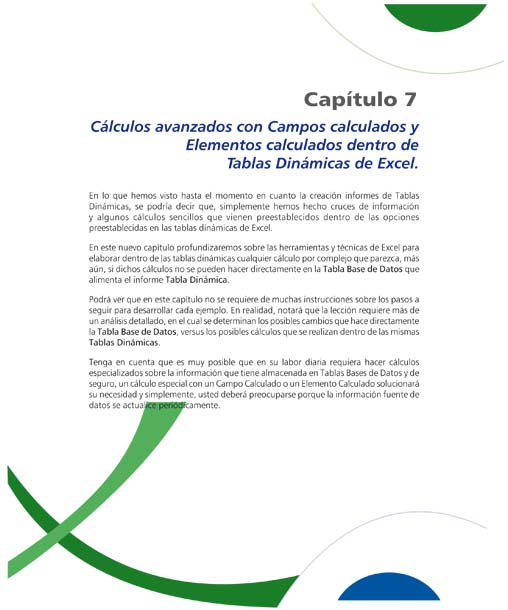 Capítulo 7
Cálculos avanzados con Campos calculados y
Elementos calculados dentro de
Tablas Dinámicas de Excel.
En lo que hemos visto hasta el momento en cuanto la creación informes de Tablas
Dinámicas, se podría decir que, simplemente hemos hecho cruces de información
y algunos cálculos sencillos que vienen preestablecidos dentro de las opciones
preestablecidas en las tablas dinámicas de Excel.
En este nuevo capítulo profundizaremos sobre las herramientas y técnicas de Excel para
elaborar dentro de las tablas dinámicas cualquier cálculo por complejo que parezca, más
aún, si dichos cálculos no se pueden hacer directamente en la Tabla Base de Datos que
alimenta el informe Tabla Dinámica.
Podrá ver que en este capítulo no se requiere de muchas instrucciones sobre los pasos a
seguir para desarrollar cada ejemplo. En realidad, notará que la lección requiere más de
un análisis detallado, en el cual se determinan los posibles cambios que hace directamente
la Tabla Base de Datos, versus los posibles cálculos que se realizan dentro de las mismas
Tablas Dinámicas.
Tenga en cuenta que es muy posible que en su labor diaria requiera hacer cálculos
especializados sobre la información que tiene almacenada en Tablas Bases de Datos y de
seguro, un cálculo especial con un Campo Calculado o un Elemento Calculado solucionará
su necesidad y simplemente, usted deberá preocuparse porque la información fuente de
datos se actualice periódicamente.